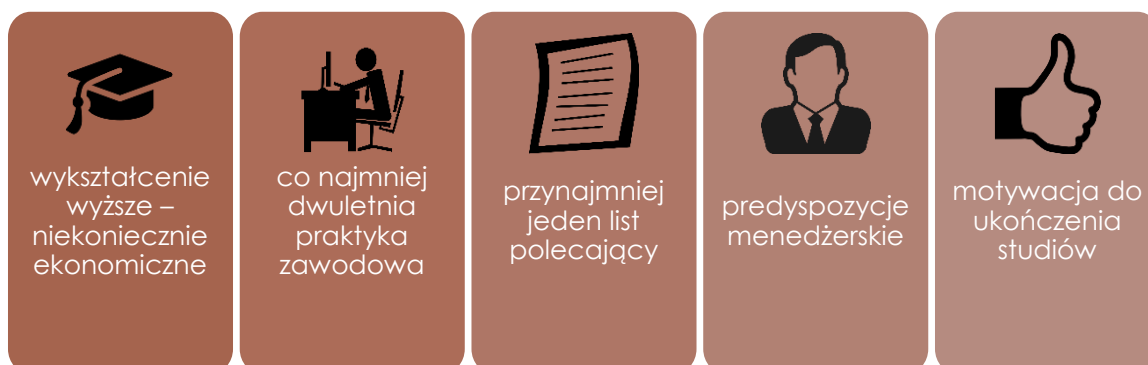 wykształcenie
wyższe –
niekoniecznie
ekonomiczne
co najmniej
dwuletnia
praktyka
zawodowa
przynajmniej
jeden list
polecający
predyspozycje
menedżerskie
motywacja do
ukończenia
studiów